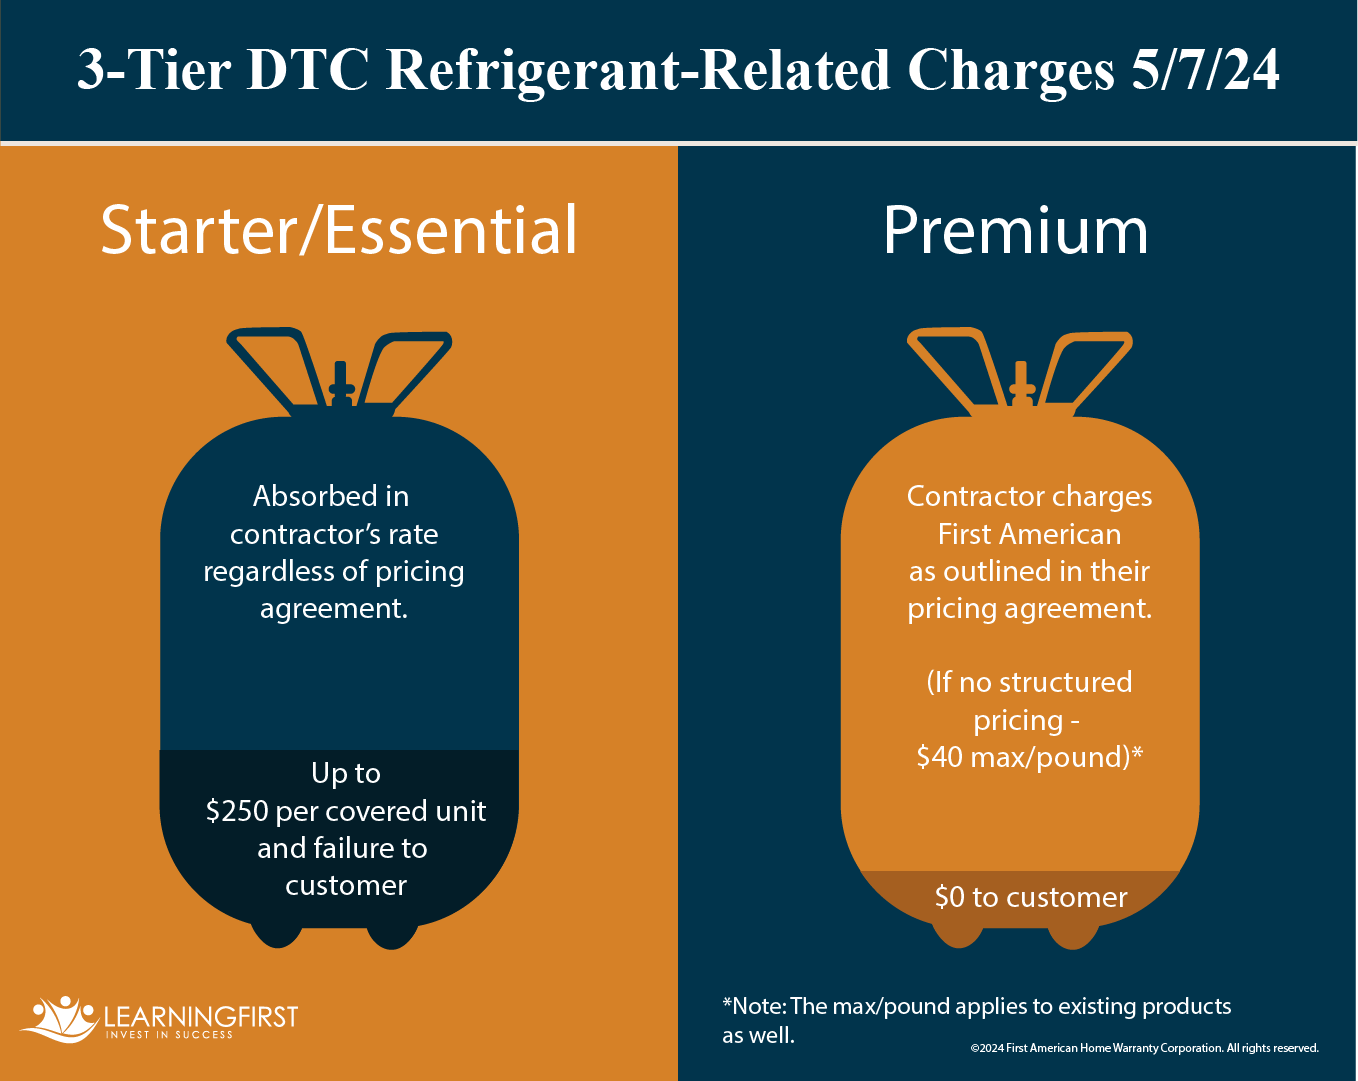 3-Tier DTC Refrigerant-Related Charges 5/7/24
Starter/Essential
Absorbed in
contractor’s rate
regardless of pricing
agreement.
Up to
$250 per covered unit
and failure to
customer
LEARNINGFIRST
INVEST IN SUCCESS
Premium
Contractor charges
First American
as outlined in their
pricing agreement.
(If no structured
pricing -
$40 max/pound)*
$0 to customer
*Note: The max/pound applies to existing products
as well.
©2024 First American Home Warranty Corporation. All rights reserved.